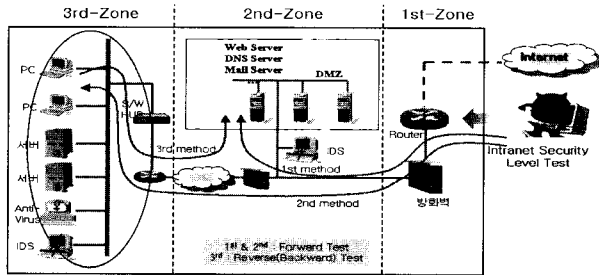 3rd-Zone
2nd-Zone
1st-Zone
Web Server
DNS Server
Mail Server
DMZ
Internet
PC
PC
S/W
HUB
서버
서버
Anti-
Virus
IDS
3rd method
IDS
1st method
2nd method
Router
방화벽
Intranet Security
Level Test
1st & 2nd : Forward Test
3rd : Reverse(Backward) Test